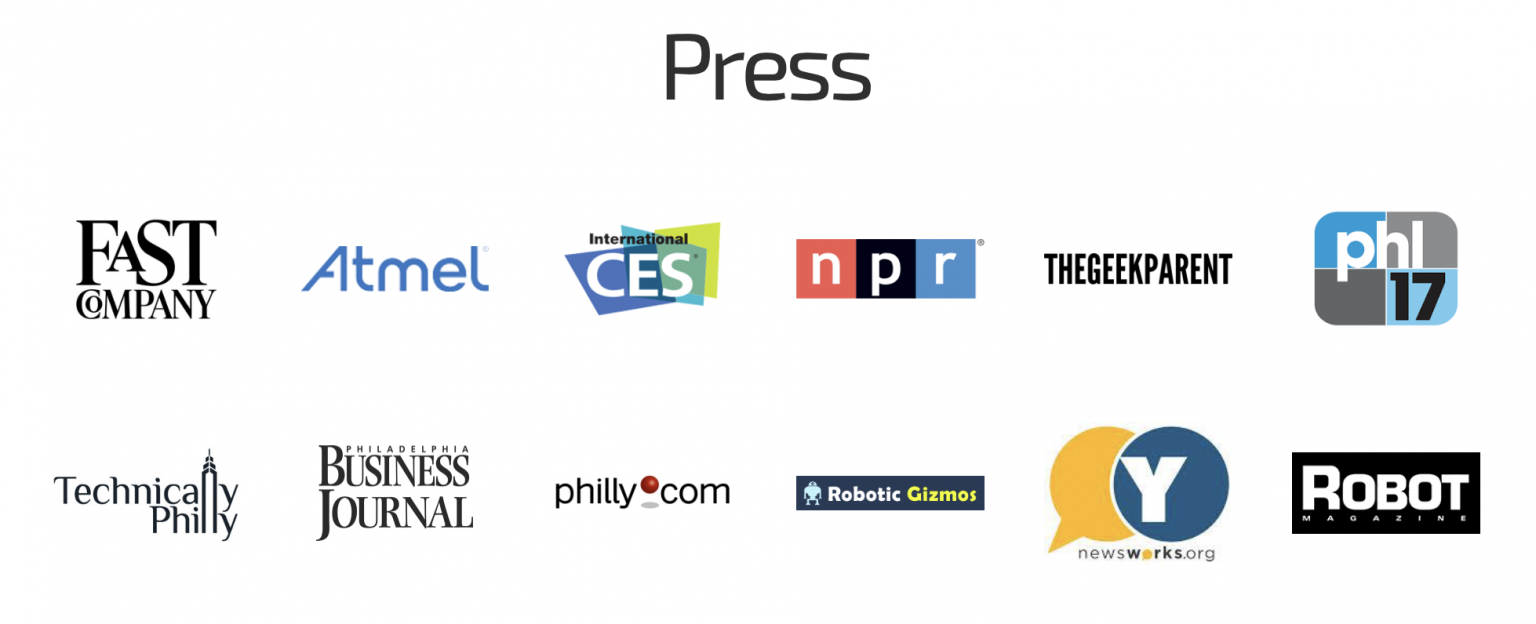 Press
FAST
COMPANY
Atmel®
International
CES®
npr®
THEGEEKPARENT
phl
17
Technically
Philly
PHILADELPHIA
BUSINESS
JOURNAL
philly.com
Robotic Gizmos
Y
newsworks.org
ROBOT
MAGAZINE